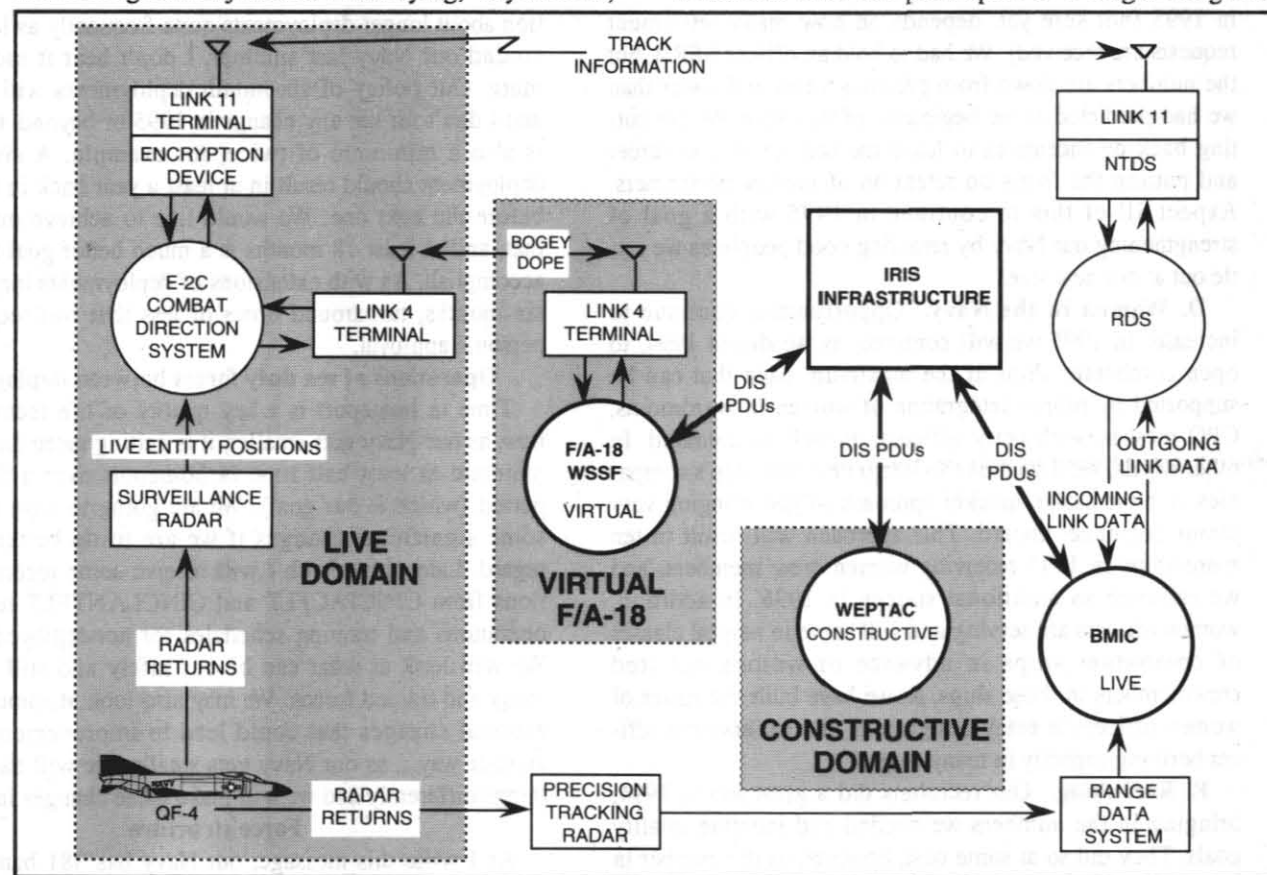 TRACK
INFORMATION
LINK 11
TERMINAL
ENCRYPTION
DEVICE
E-2C
COMBAT
DIRECTION
SYSTEM
LINK 4
TERMINAL
LIVE ENTITY POSITIONS
SURVEILLANCE
RADAR
RADAR
RETURNS
QF-4
LIVE
DOMAIN
RADAR
RETURNS
PRECISION
TRACKING
RADAR
BOGEY
DOPE
LINK 4
TERMINAL
F/A-18
WSSF
VIRTUAL
VIRTUAL
F/A-18
DIS
PDUs
IRIS
INFRASTRUCTURE
DIS PDUs
DIS
PDUs
WEPTAC
CONSTRUCTIVE
CONSTRUCTIVE
DOMAIN
LINK 11
NTDS
RDS
OUTGOING
LINK DATA
INCOMING
LINK DATA
BMIC
LIVE
RANGE
DATA
SYSTEM